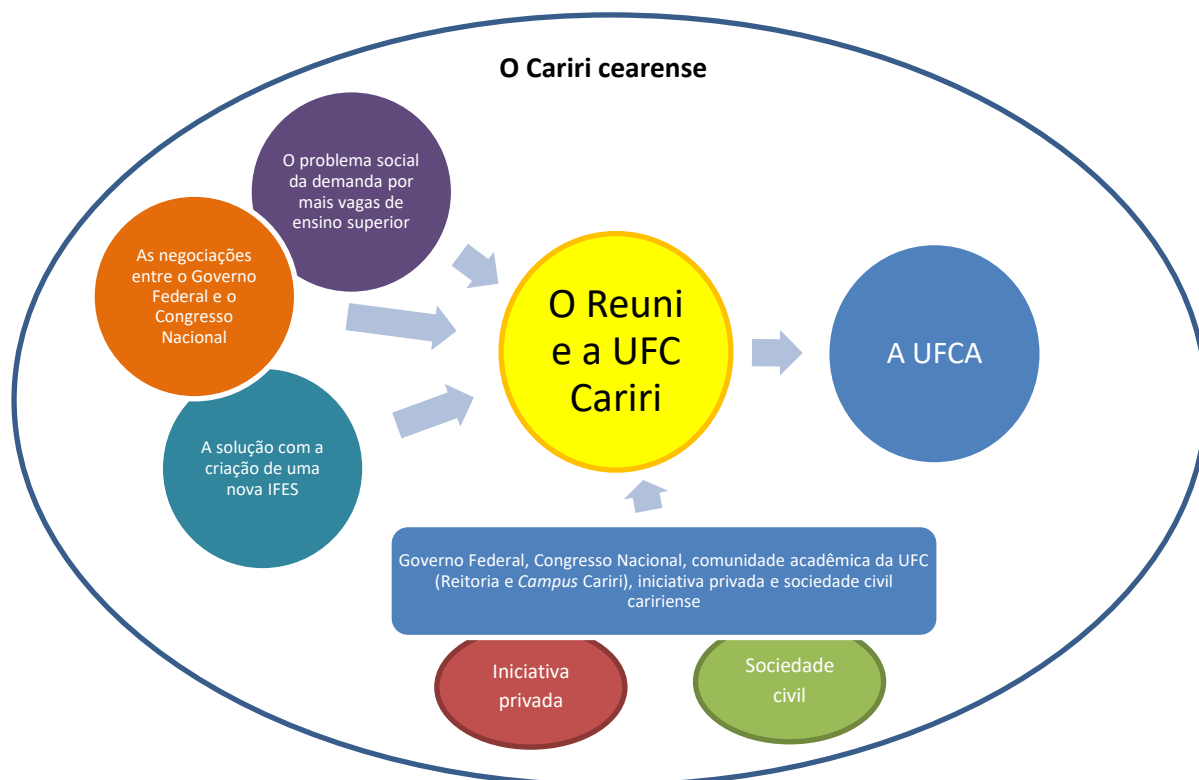 O Cariri cearense
O problema social
da demanda por
mais vagas de
ensino superior
As negociações
entre o Governo
Federal e o
Congresso
Nacional
A solução com a
criação de uma
nova IFES
O Reuni
e a UFC
Cariri
A UFCA
Governo Federal, Congresso Nacional, comunidade acadêmica da UFC
(Reitoria e Campus Cariri), iniciativa privada e sociedade civil
caririense
Iniciativa
privada
Sociedade
civil